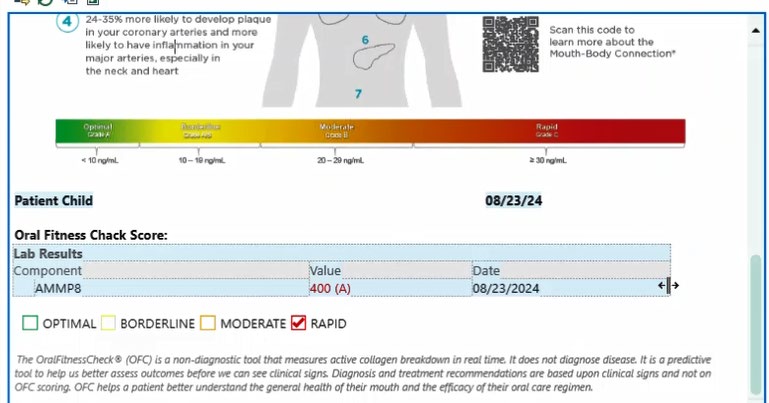 4
24-35% more likely to develop plaque
in your coronary arteries and more
likely to have inflammation in your
major arteries, especially in
the neck and heart
6
7
Scan this code to
learn more about the
Mouth-Body Connection*
Optimal
Grade A
Borderline
Grade A/B
Moderate
Grade B
Rapid
Grade C
< 10 ng/mL
10 – 19 ng/mL
20 – 29 ng/mL
≥ 30 ng/mL
Patient Child
08/23/24
Oral Fitness Chack Score:
Lab Results
Component Value Date
AMMP8 400 (A) 08/23/2024
OPTIMAL BORDERLINE MODERATE RAPID
The OralFitnessCheck® (OFC) is a non-diagnostic tool that measures active collagen breakdown in real time. It does not diagnose disease. It is a predictive
tool to help us better assess outcomes before we can see clinical signs. Diagnosis and treatment recommendations are based upon clinical signs and not on
OFC scoring. OFC helps a patient better understand the general health of their mouth and the efficacy of their oral care regimen.